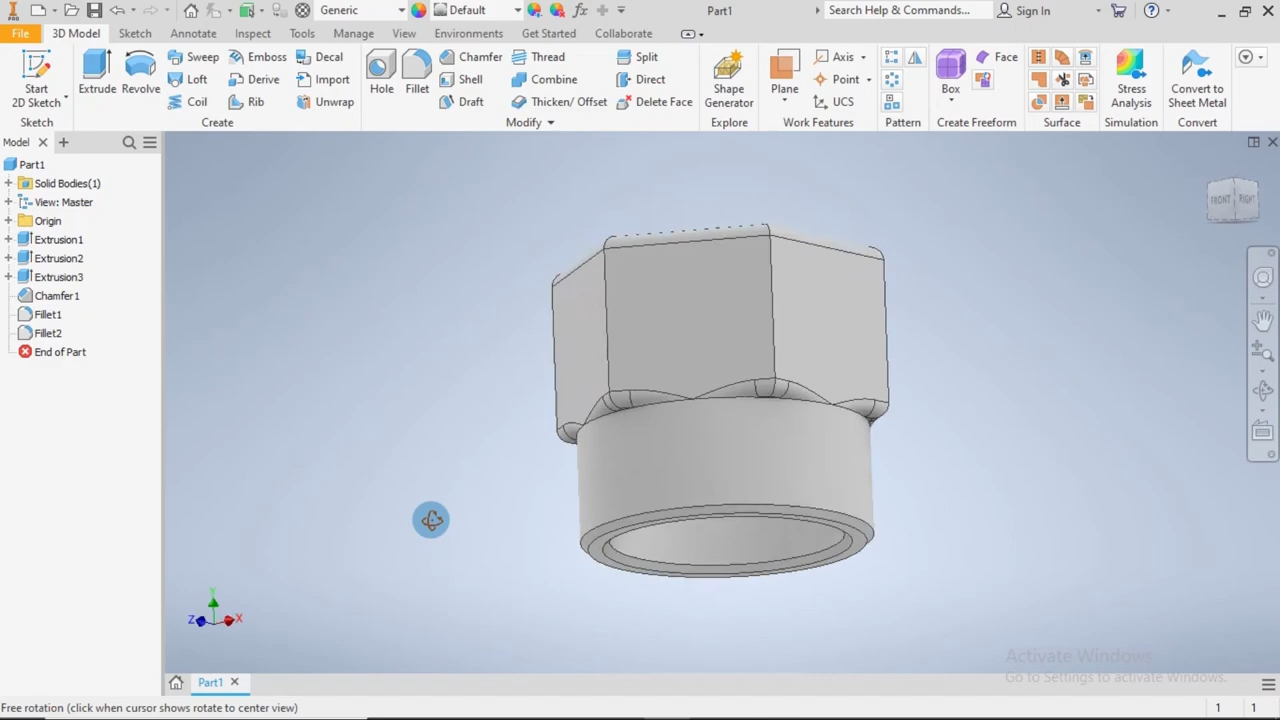 PRO
Generic
Default
fx
Part1
Search Help & Commands...
Sign In
File
3D Model
Sketch
Annotate
Inspect
Tools
Manage
View
Environments
Get Started
Collaborate
Start
2D Sketch
Extrude
Revolve
Sweep
Loft
Coil
Emboss
Derive
Rib
Decal
Import
Unwrap
Hole
Fillet
Chamfer
Shell
Draft
Thread
Combine
Thicken/ Offset
Split
Direct
Delete Face
Shape
Generator
Plane
Axis
Point
UCS
Box
Face
Stress
Analysis
Convert to
Sheet Metal
Sketch
Create
Modify
Explore
Work Features
Pattern
Create Freeform
Surface
Simulation
Convert
Model
Part1
Solid Bodies(1)
View: Master
Origin
Extrusion1
Extrusion2
Extrusion3
Chamfer1
Fillet1
Fillet2
End of Part
FRONT
RIGHT
Y
Z
X
Activate Windows
Go to Settings to activate Windows.
Part1
Free rotation (click when cursor shows rotate to center view)
1
1